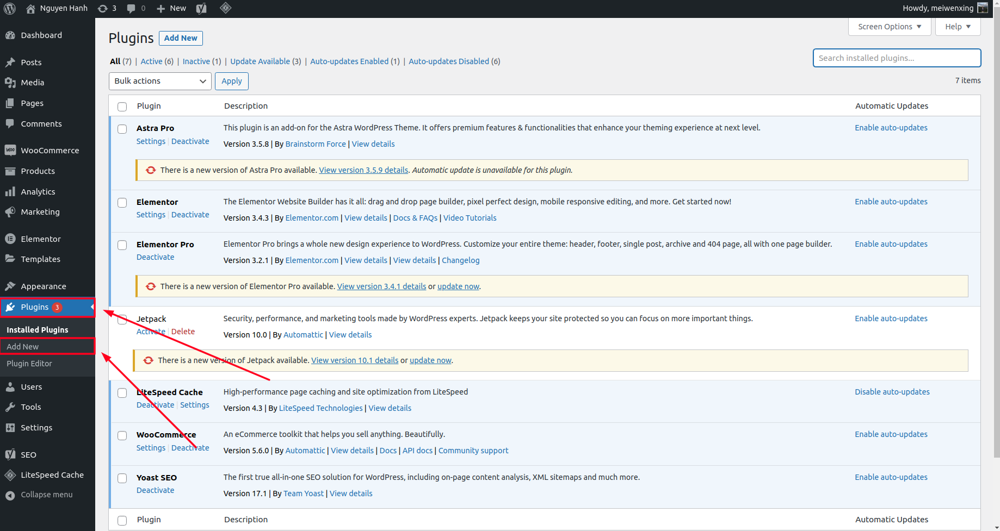 Nguyen Hanh 3 0 New Howdy, meiwenxing
Dashboard
Posts
Media
Pages
Comments
WooCommerce
Products
Analytics
Marketing
Elementor
Templates
Appearance
Plugins 3
Installed Plugins
Add New
Plugin Editor
Users
Tools
Settings
SEO
LiteSpeed Cache
Collapse menu
Screen Options ▼ Help ▼
Plugins Add New
All (7) | Active (6) | Inactive (1) | Update Available (3) | Auto-updates Enabled (1) | Auto-updates Disabled (6)
Search installed plugins...
Bulk actions Apply
7 items
Plugin Description Automatic Updates
Astra Pro
Settings | Deactivate
This plugin is an add-on for the Astra WordPress Theme. It offers premium features & functionalities that enhance your theming experience at next level.
Version 3.5.8 | By Brainstorm Force | View details
Enable auto-updates
There is a new version of Astra Pro available. View version 3.5.9 details. Automatic update is unavailable for this plugin.
Elementor
Settings | Deactivate
The Elementor Website Builder has it all: drag and drop page builder, pixel perfect design, mobile responsive editing, and more. Get started now!
Version 3.4.3 | By Elementor.com | View details | Docs & FAQs | Video Tutorials
Enable auto-updates
Elementor Pro
Deactivate
Elementor Pro brings a whole new design experience to WordPress. Customize your entire theme: header, footer, single post, archive and 404 page, all with one page builder.
Version 3.2.1 | By Elementor.com | View details | View details | Changelog
Enable auto-updates
There is a new version of Elementor Pro available. View version 3.4.1 details or update now.
Jetpack
Activate | Delete
Security, performance, and marketing tools made by WordPress experts. Jetpack keeps your site protected so you can focus on more important things.
Version 10.0 | By Automattic | View details
Enable auto-updates
There is a new version of Jetpack available. View version 10.1 details or update now.
LiteSpeed Cache
Deactivate | Settings
High-performance page caching and site optimization from LiteSpeed
Version 4.3 | By LiteSpeed Technologies | View details
Disable auto-updates
WooCommerce
Settings | Deactivate
An eCommerce toolkit that helps you sell anything. Beautifully.
Version 5.6.0 | By Automattic | View details | Docs | API docs | Community support
Enable auto-updates
Yoast SEO
Deactivate
The first true all-in-one SEO solution for WordPress, including on-page content analysis, XML sitemaps and much more.
Version 17.1 | By Team Yoast | View details
Enable auto-updates
Plugin Description Automatic Updates